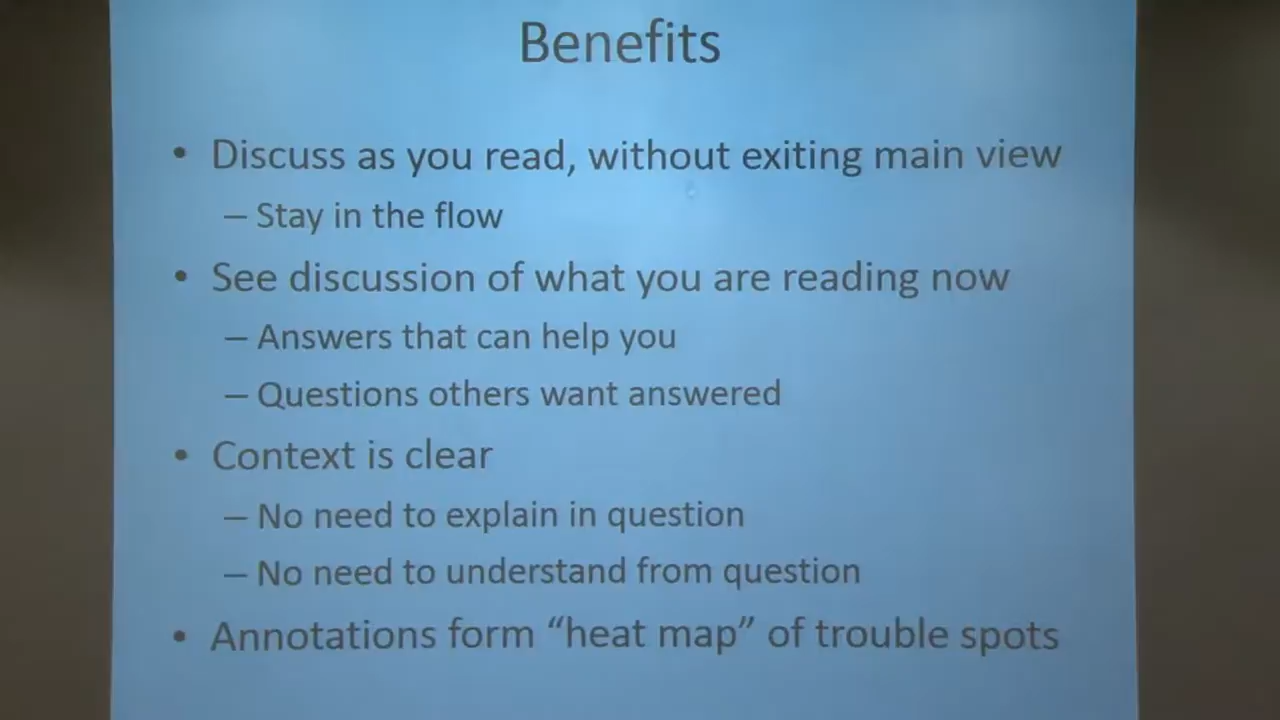 Benefits
• Discuss as you read, without exiting main view
– Stay in the flow
• See discussion of what you are reading now
– Answers that can help you
– Questions others want answered
• Context is clear
– No need to explain in question
– No need to understand from question
• Annotations form “heat map” of trouble spots